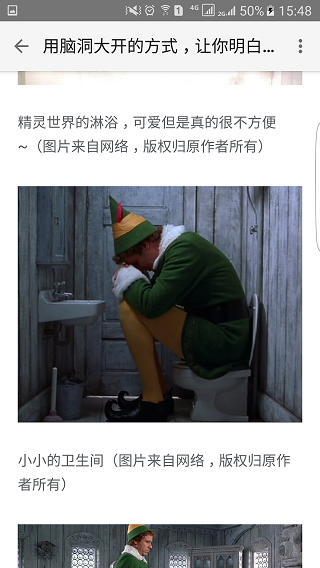 1 4G 2G 50% 15:48
用脑洞大开的方式，让你明白...
精灵世界的淋浴，可爱但是真的很不方便
~（图片来自网络，版权归原作者所有）
小小的卫生间（图片来自网络，版权归原作
者所有）